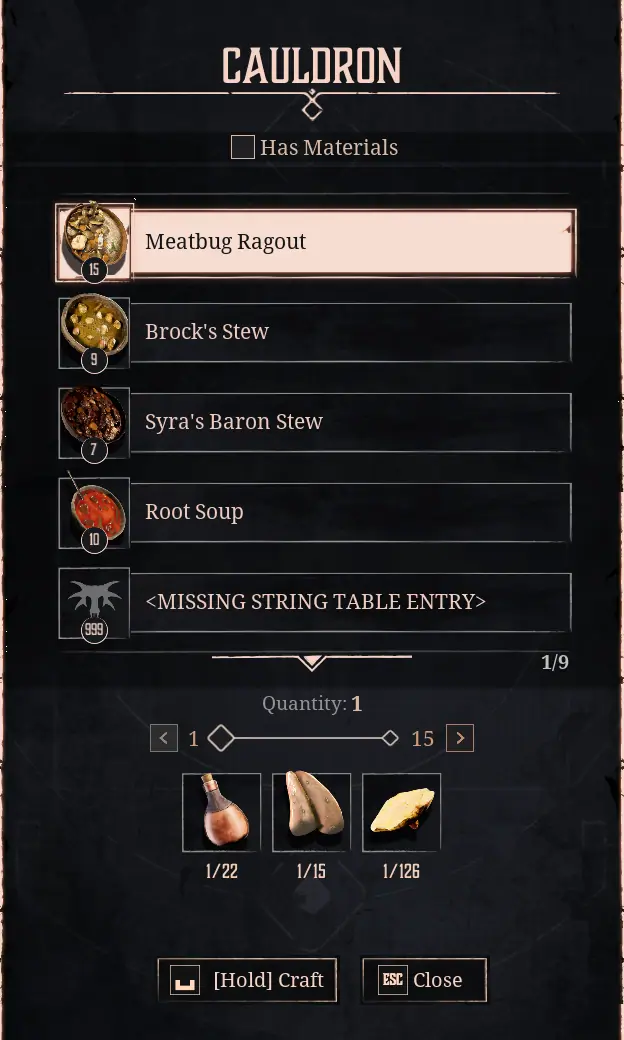 CAULDRON
Has Materials
Meatbug Ragout
15
Brock's Stew
9
Syra's Baron Stew
7
Root Soup
10
<MISSING STRING TABLE ENTRY>
999
1/9
Quantity: 1
1 15
1/22 1/15 1/126
[Hold] Craft ESC Close